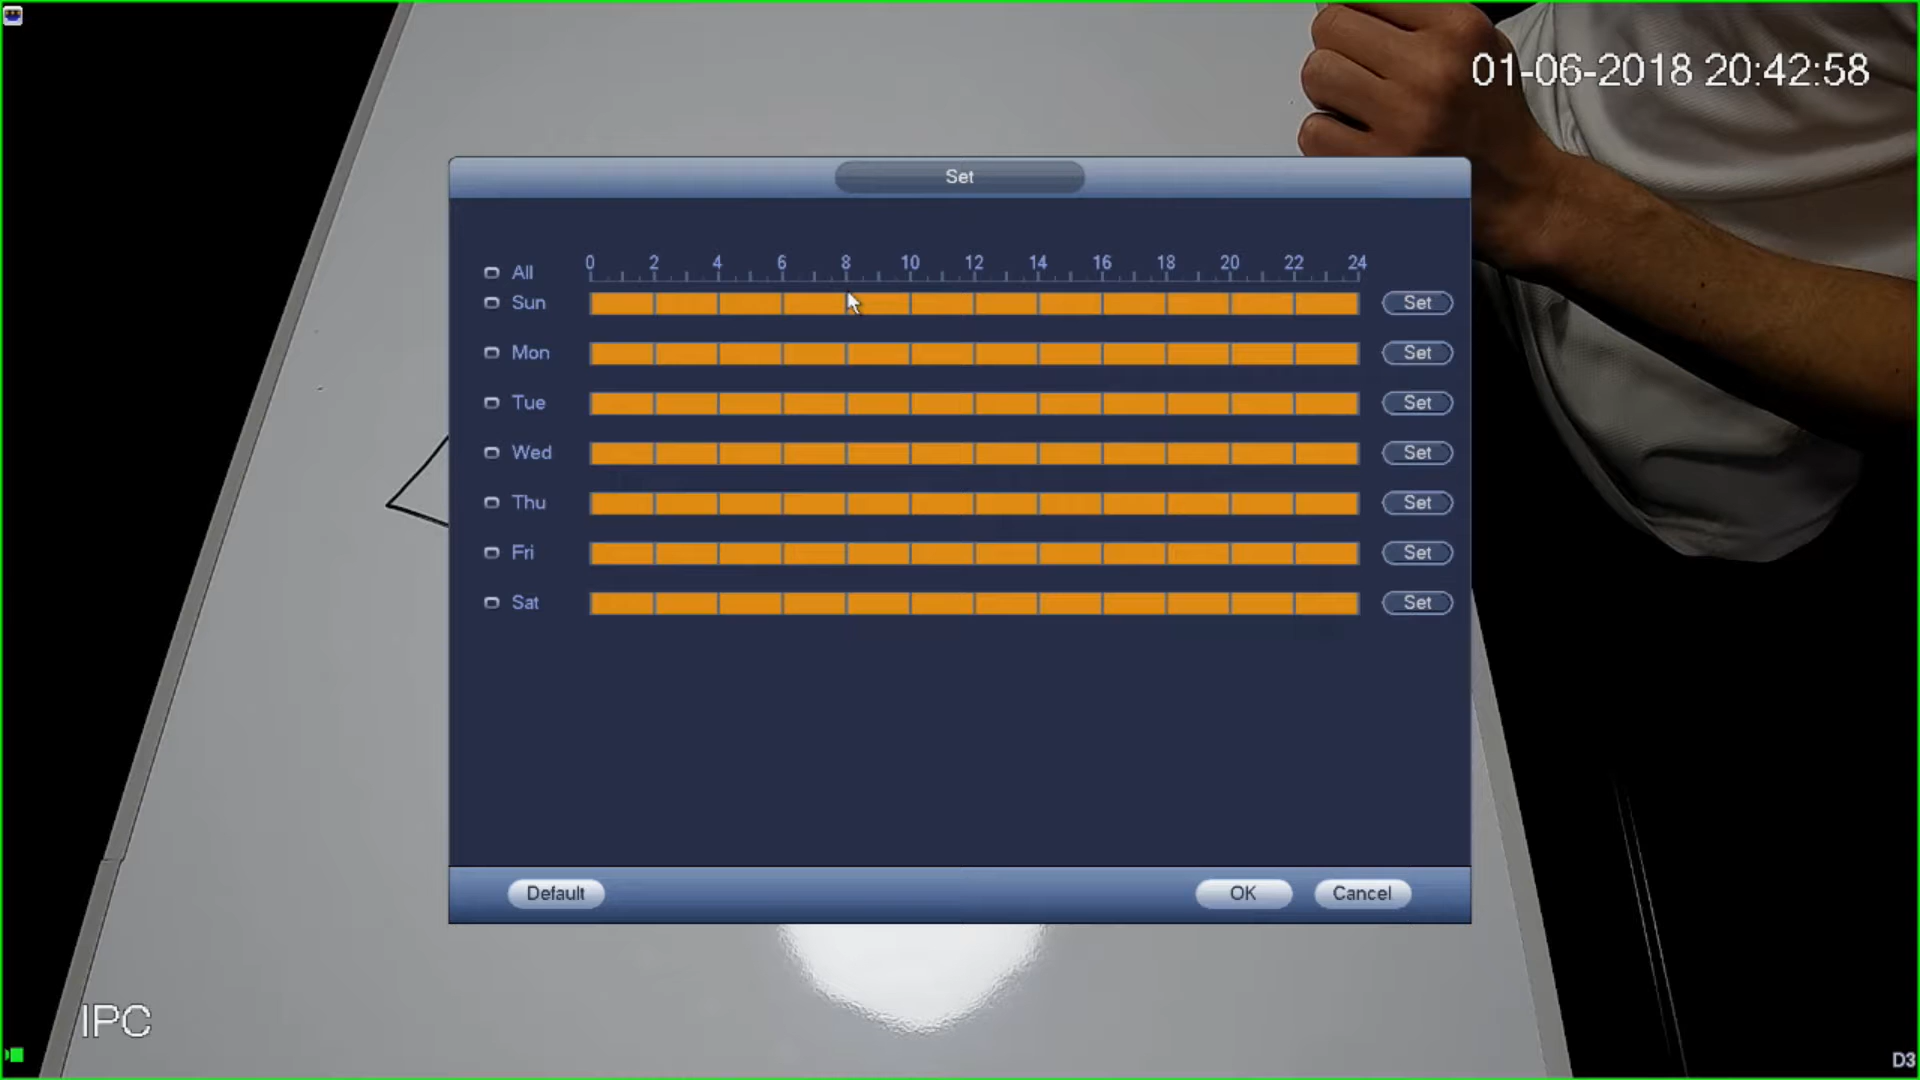 01-06-2018 20:42:58
Set
All 0 2 4 6 8 10 12 14 16 18 20 22 24
Sun Set
Mon Set
Tue Set
Wed Set
Thu Set
Fri Set
Sat Set
Default OK Cancel
IPC
D3